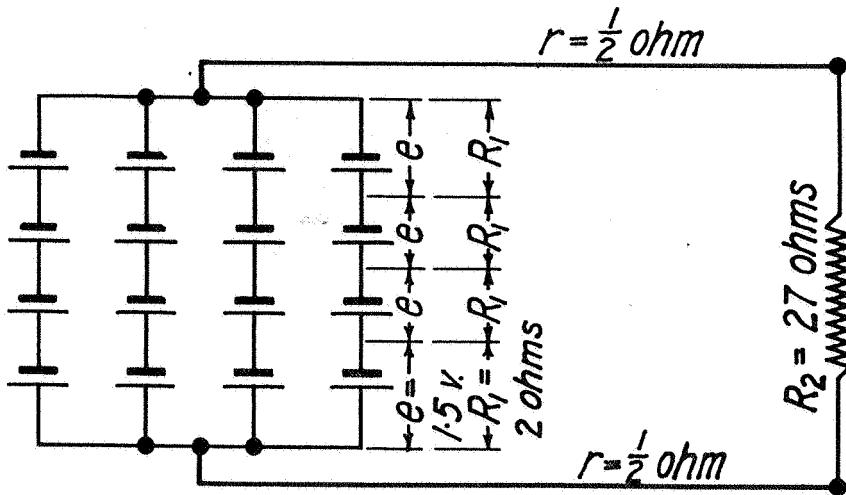 r = 1/2 ohm
e
R₁
e
R₁
e
R₁
e = 1.5 v.
R₁ = 2 ohms
R₂ = 27 ohms
r = 1/2 ohm